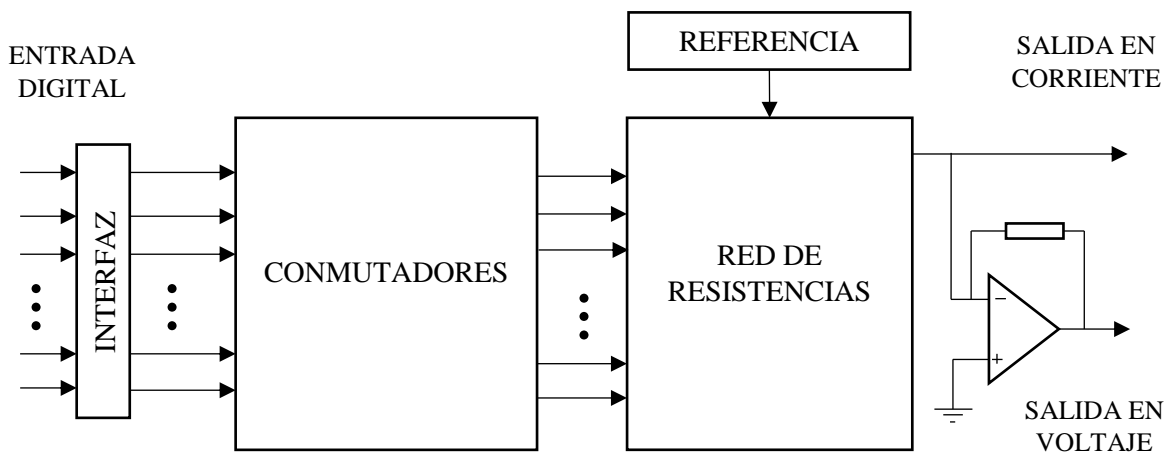 ENTRADA
DIGITAL
INTERFAZ
CONMUTADORES
REFERENCIA
RED DE
RESISTENCIAS
SALIDA EN
CORRIENTE
−
+
SALIDA EN
VOLTAJE